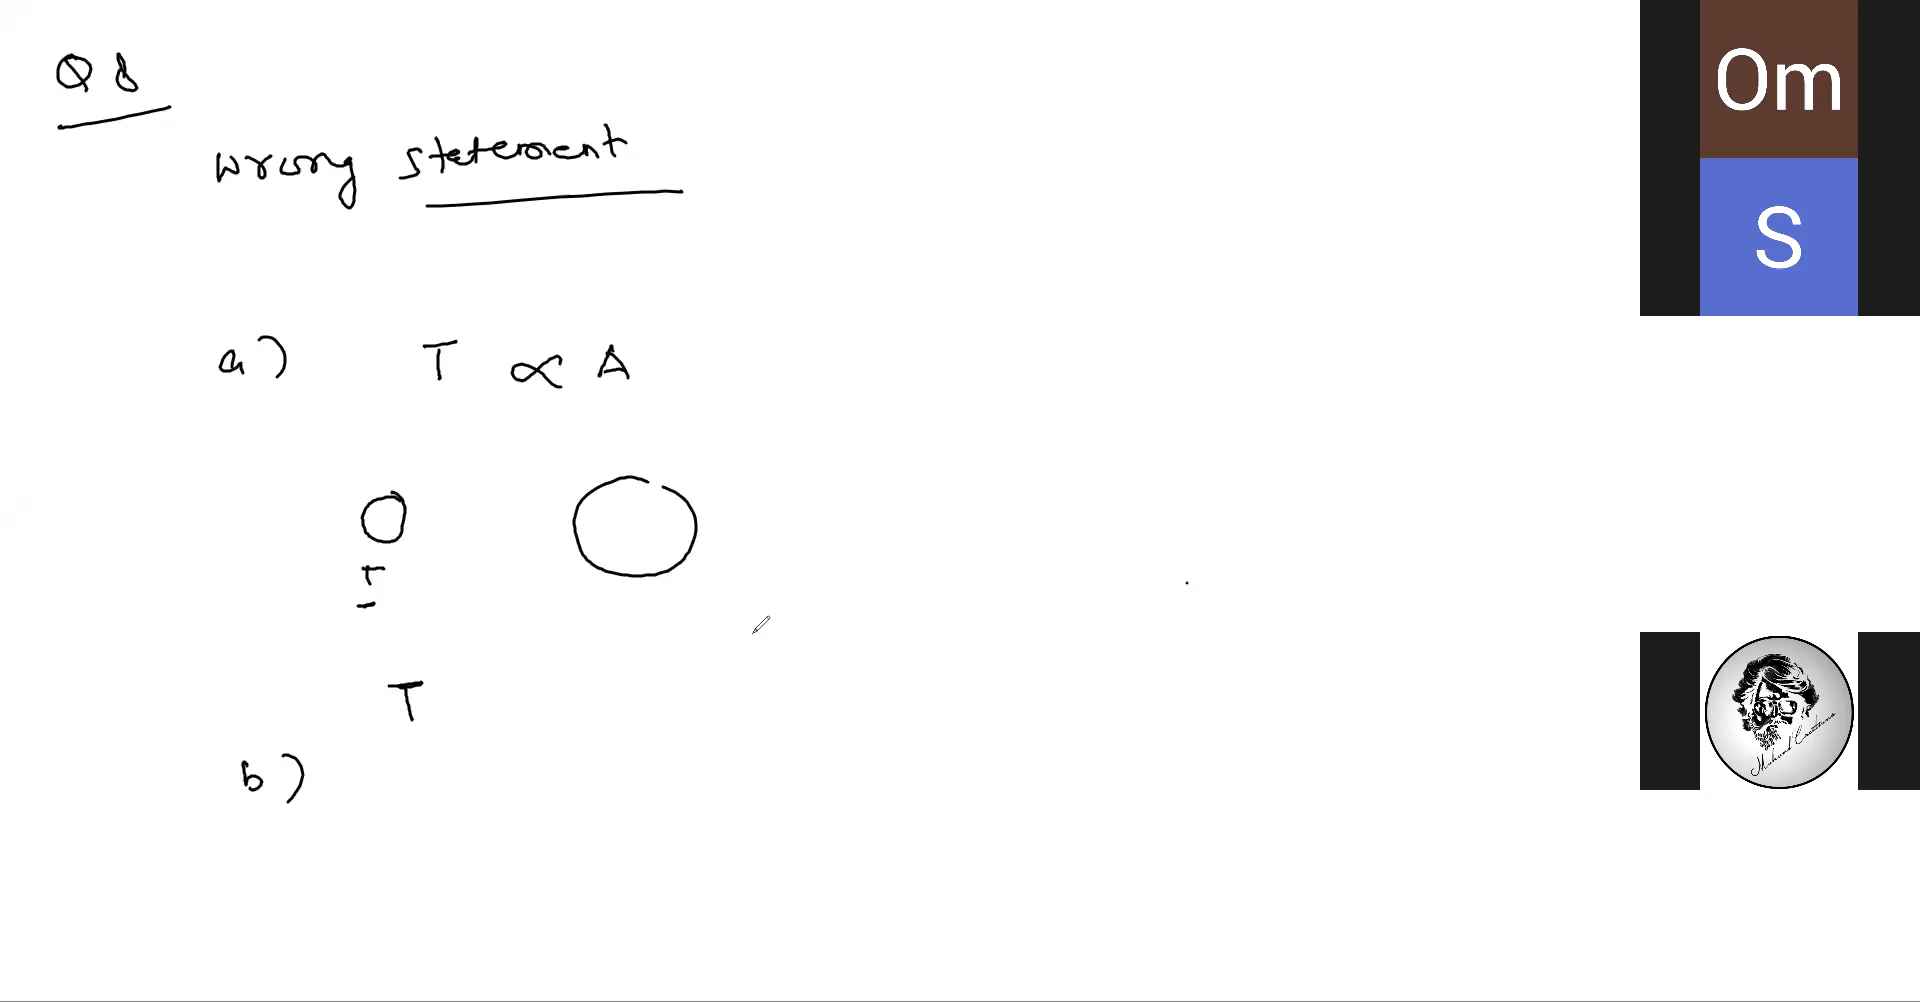 Q 8
Wrong statement
a) T ∝ A
T
T
b)
Om
S